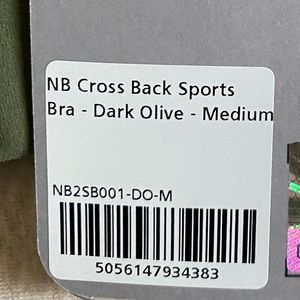 NB Cross Back Sports
Bra - Dark Olive - Medium
NB2SB001-DO-M
5056147934383